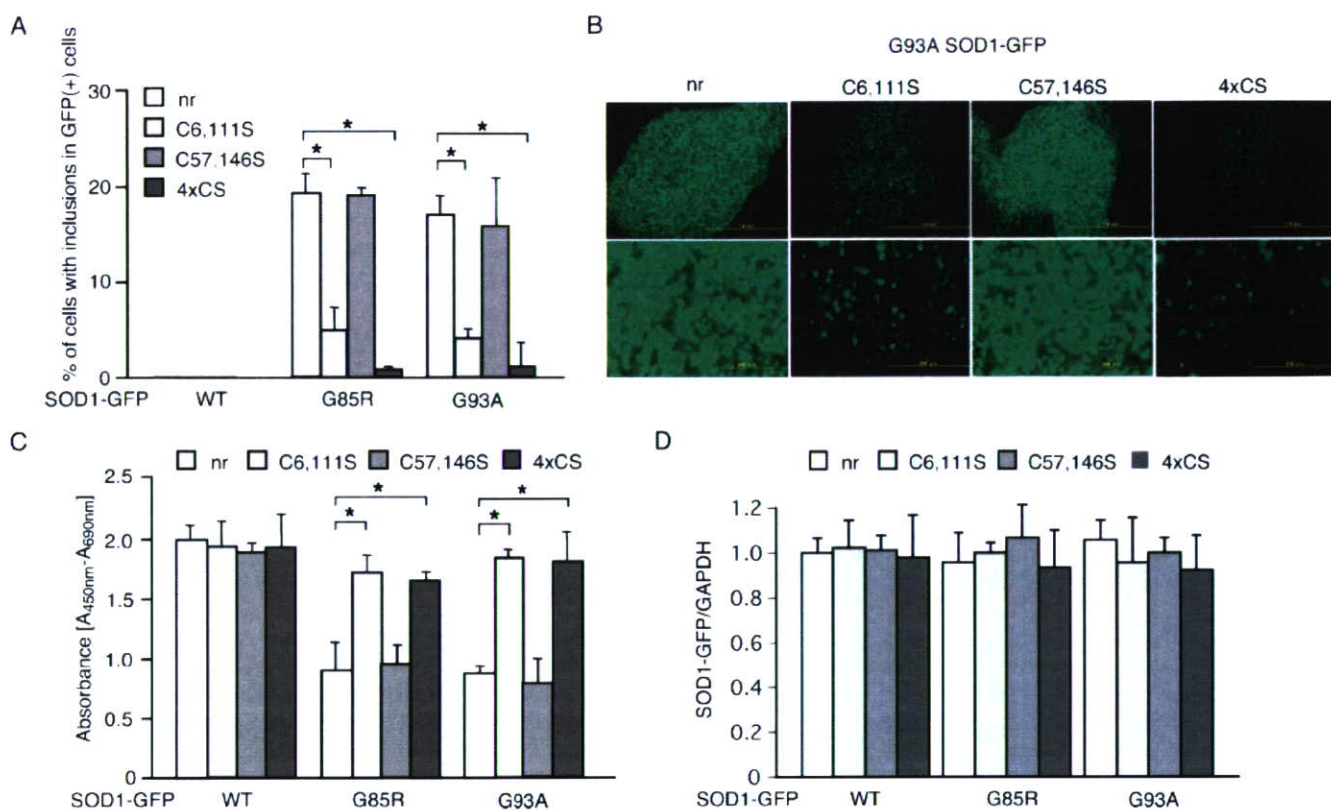 A
% of cells with inclusions in GFP(+) cells
30
20
10
0
nr
C6,111S
C57,146S
4xCS
*
*
*
*
SOD1-GFP WT G85R G93A
B
G93A SOD1-GFP
nr C6,111S C57,146S 4xCS
C
nr C6,111S C57,146S 4xCS
Absorbance [A450nm-A690nm]
2.5
2.0
1.5
1.0
0.5
0
*
*
*
*
SOD1-GFP WT G85R G93A
D
nr C6,111S C57,146S 4xCS
SOD1-GFP/GAPDH
1.2
1.0
0.8
0.6
0.4
0.2
0
SOD1-GFP WT G85R G93A